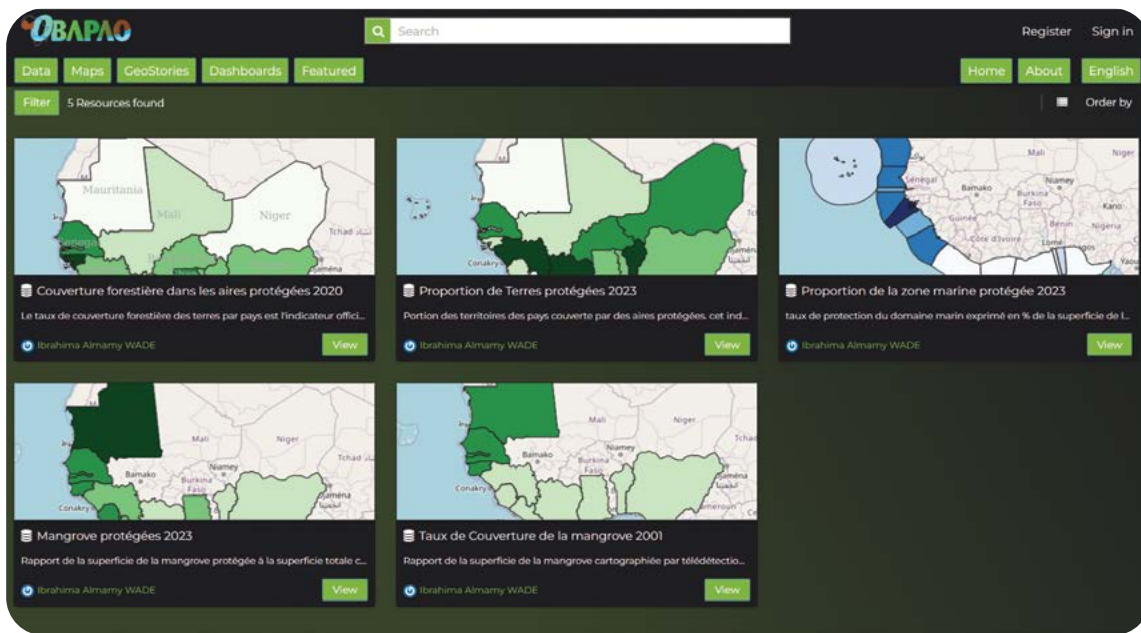 OBAPAO
Search
Register Sign in
Data Maps GeoStories Dashboards Featured
Home About English
Filter 5 Resources found
Order by
Mauritania
Mali
Niger
Senegal
Tchad
Conakry
Mali
Niger
Sénégal
Bamako
Niamey
Burkina
Faso
Kano
Guinée
Bénin
Nigeria
Côte d'Ivoire
Lomé
Couverture forestière dans les aires protégées 2020
Proportion de Terres protégées 2023
Proportion de la zone marine protégée 2023
Le taux de couverture forestière des terres par pays est l'indicateur offici...
Portion des territoires des pays couverte par des aires protégées. cet ind...
taux de protection du domaine marin exprimé en % de la superficie de l...
Ibrahima Almamy WADE View
Ibrahima Almamy WADE View
Ibrahima Almamy WADE View
Mali
Niger
Tchad
Bamako
Niamey
Burkina
Faso
Conakry
Mali
Niger
Bamako
Niamey
Burkina
Faso
Conakry
Mangrove protégées 2023
Taux de Couverture de la mangrove 2001
Rapport de la superficie de la mangrove protégée à la superficie totale c...
Rapport de la superficie de la mangrove cartographiée par télédétectio...
Ibrahima Almamy WADE View
Ibrahima Almamy WADE View